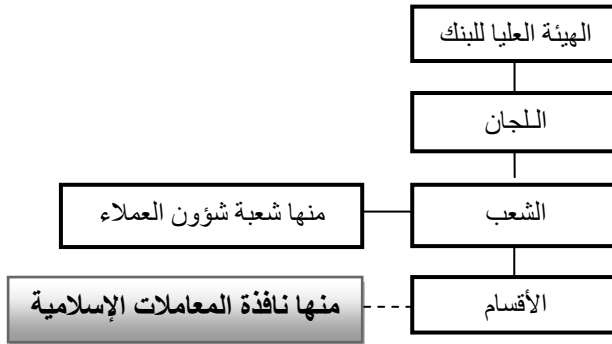 الهيئة العليا للبنك
اللجان
الشعب
منها شعبة شؤون العملاء
الأقسام
منها نافذة المعاملات الإسلامية